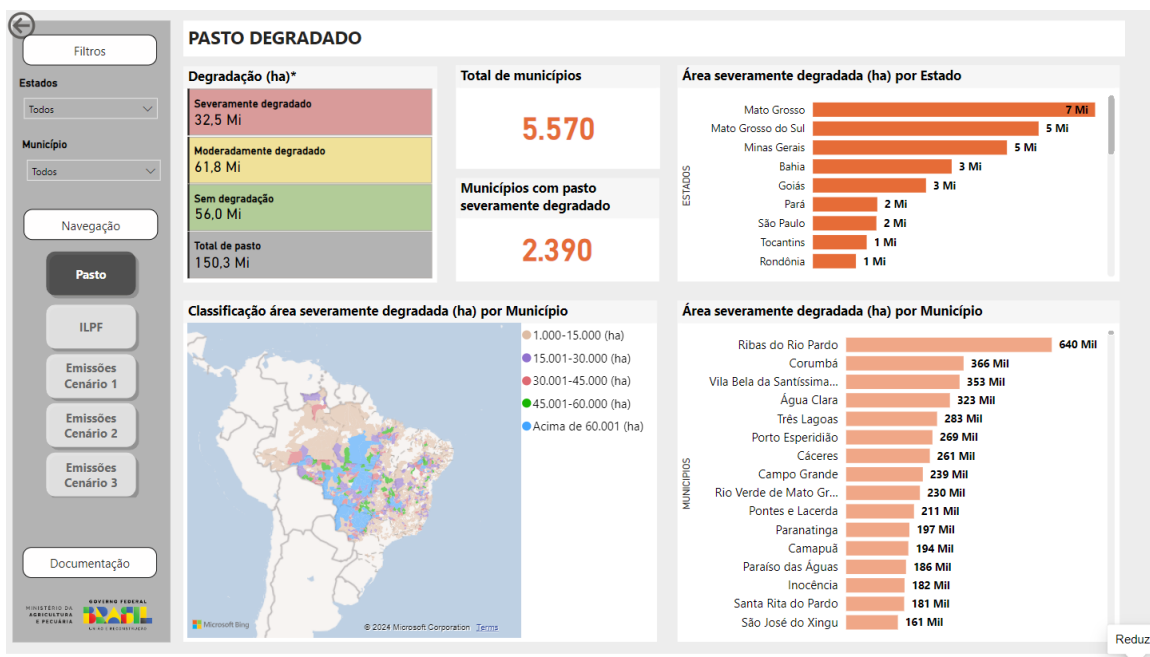 Filtros
Estados
Todos
Município
Todos
Navegação
Pasto
ILPF
Emissões
Cenário 1
Emissões
Cenário 2
Emissões
Cenário 3
Documentação
MINISTÉRIO DA
AGRICULTURA
E PECUÁRIA
GOVERNO FEDERAL
BRASIL
UNIÃO E RECONSTRUÇÃO
PASTO DEGRADADO
Degradação (ha)*
Severamente degradado
32,5 Mi
Moderadamente degradado
61,8 Mi
Sem degradação
56,0 Mi
Total de pasto
150,3 Mi
Total de municípios
5.570
Municípios com pasto
severamente degradado
2.390
Área severamente degradada (ha) por Estado
ESTADOS
Mato Grosso 7 Mi
Mato Grosso do Sul 5 Mi
Minas Gerais 5 Mi
Bahia 3 Mi
Goiás 3 Mi
Pará 2 Mi
São Paulo 2 Mi
Tocantins 1 Mi
Rondônia 1 Mi
Classificação área severamente degradada (ha) por Município
1.000-15.000 (ha)
15.001-30.000 (ha)
30.001-45.000 (ha)
45.001-60.000 (ha)
Acima de 60.001 (ha)
Microsoft Bing
© 2024 Microsoft Corporation Terms
Área severamente degradada (ha) por Município
MUNICÍPIOS
Ribas do Rio Pardo 640 Mil
Corumbá 366 Mil
Vila Bela da Santíssima... 353 Mil
Água Clara 323 Mil
Três Lagoas 283 Mil
Porto Esperidião 269 Mil
Cáceres 261 Mil
Campo Grande 239 Mil
Rio Verde de Mato Gr... 230 Mil
Pontes e Lacerda 211 Mil
Paranatinga 197 Mil
Camapuã 194 Mil
Paraíso das Águas 186 Mil
Inocência 182 Mil
Santa Rita do Pardo 181 Mil
São José do Xingu 161 Mil
Reduz